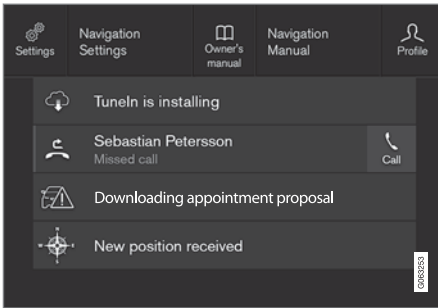 Settings
Navigation
Settings
Owner's
manual
Navigation
Manual
Profile
TuneIn is installing
Sebastian Petersson
Missed call
Call
Downloading appointment proposal
New position received
G063253